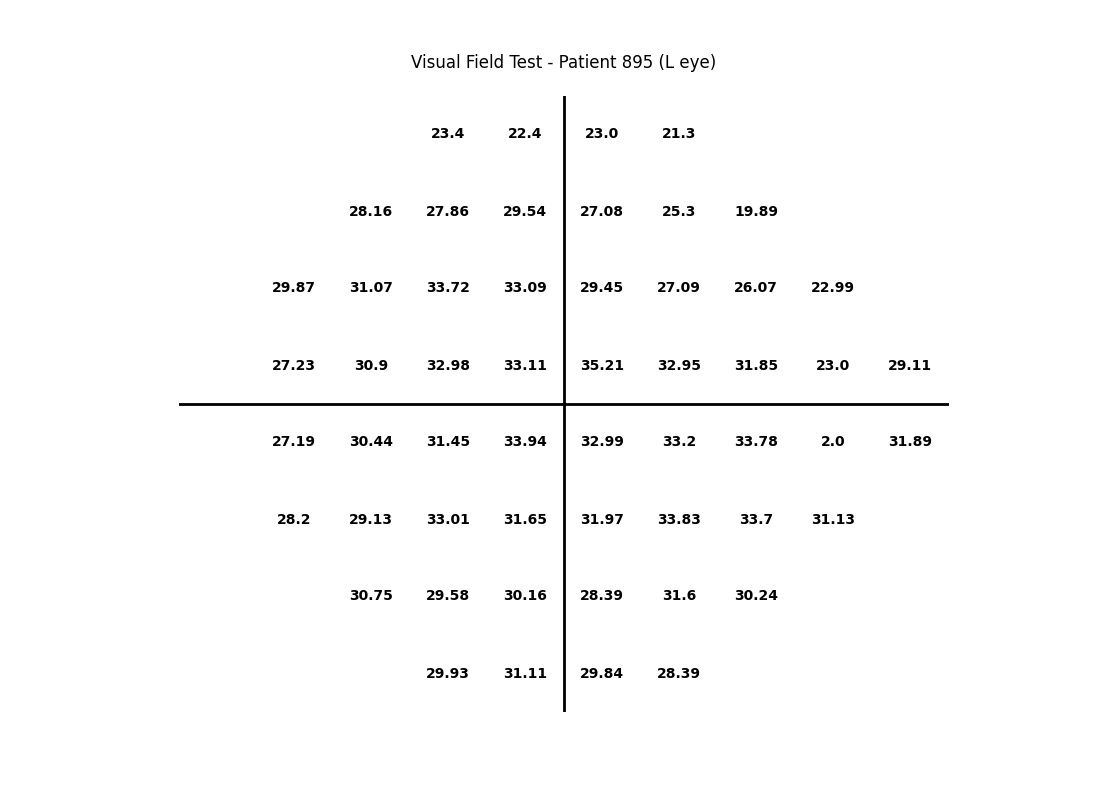 Visual Field Test - Patient 895 (L eye)
23.4 22.4 23.0 21.3
28.16 27.86 29.54 27.08 25.3 19.89
29.87 31.07 33.72 33.09 29.45 27.09 26.07 22.99
27.23 30.9 32.98 33.11 35.21 32.95 31.85 23.0 29.11
27.19 30.44 31.45 33.94 32.99 33.2 33.78 2.0 31.89
28.2 29.13 33.01 31.65 31.97 33.83 33.7 31.13
30.75 29.58 30.16 28.39 31.6 30.24
29.93 31.11 29.84 28.39